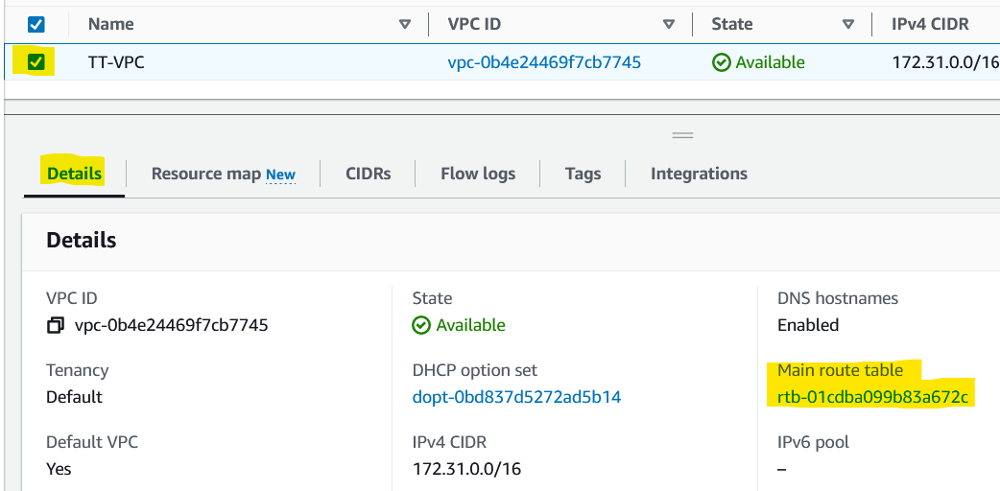 Name VPC ID State IPv4 CIDR
TT-VPC vpc-0b4e24469f7cb7745 Available 172.31.0.0/16
Details Resource map New CIDRs Flow logs Tags Integrations
Details
VPC ID State DNS hostnames
vpc-0b4e24469f7cb7745 Available Enabled
Tenancy DHCP option set Main route table
Default dopt-0bd837d5272ad5b14 rtb-01cdba099b83a672c
Default VPC IPv4 CIDR IPv6 pool
Yes 172.31.0.0/16 –